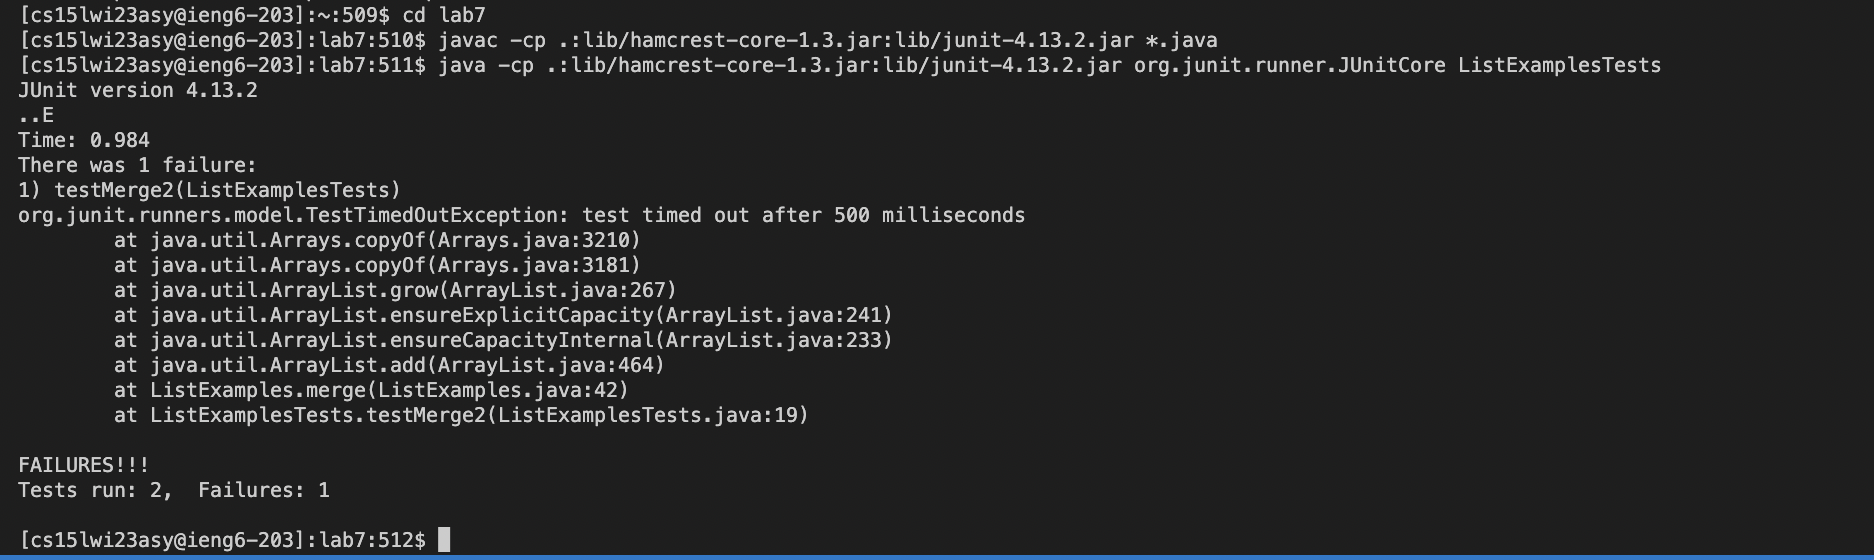 [cs15lwi23asy@ieng6-203]:~:509$ cd lab7
[cs15lwi23asy@ieng6-203]:lab7:510$ javac -cp .:lib/hamcrest-core-1.3.jar:lib/junit-4.13.2.jar *.java
[cs15lwi23asy@ieng6-203]:lab7:511$ java -cp .:lib/hamcrest-core-1.3.jar:lib/junit-4.13.2.jar org.junit.runner.JUnitCore ListExamplesTests
JUnit version 4.13.2
..E
Time: 0.984
There was 1 failure:
1) testMerge2(ListExamplesTests)
org.junit.runners.model.TestTimedOutException: test timed out after 500 milliseconds
        at java.util.Arrays.copyOf(Arrays.java:3210)
        at java.util.Arrays.copyOf(Arrays.java:3181)
        at java.util.ArrayList.grow(ArrayList.java:267)
        at java.util.ArrayList.ensureExplicitCapacity(ArrayList.java:241)
        at java.util.ArrayList.ensureCapacityInternal(ArrayList.java:233)
        at java.util.ArrayList.add(ArrayList.java:464)
        at ListExamples.merge(ListExamples.java:42)
        at ListExamplesTests.testMerge2(ListExamplesTests.java:19)

FAILURES!!!
Tests run: 2,  Failures: 1

[cs15lwi23asy@ieng6-203]:lab7:512$